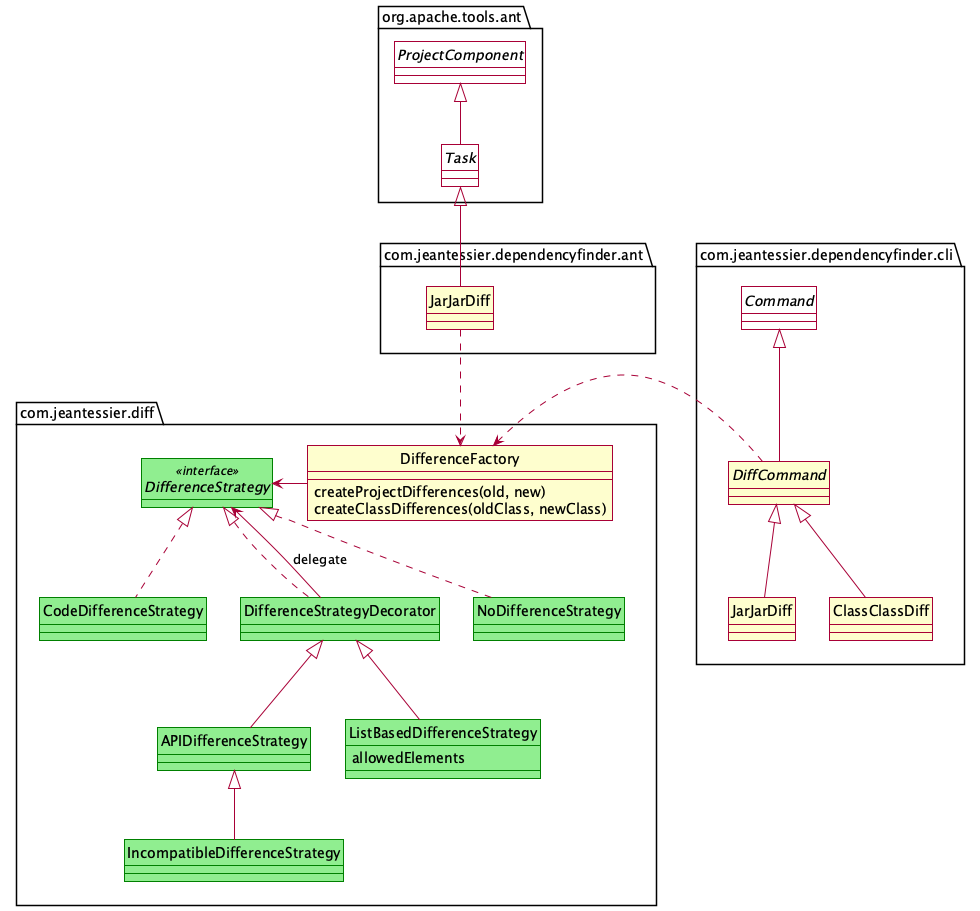 org.apache.tools.ant
ProjectComponent
Task
com.jeantessier.dependencyfinder.ant
JarJarDiff
com.jeantessier.dependencyfinder.cli
Command
DiffCommand
JarJarDiff
ClassClassDiff
com.jeantessier.diff
«interface»
DifferenceStrategy
DifferenceFactory
createProjectDifferences(old, new)
createClassDifferences(oldClass, newClass)
delegate
CodeDifferenceStrategy
DifferenceStrategyDecorator
NoDifferenceStrategy
APIDifferenceStrategy
ListBasedDifferenceStrategy
allowedElements
IncompatibleDifferenceStrategy